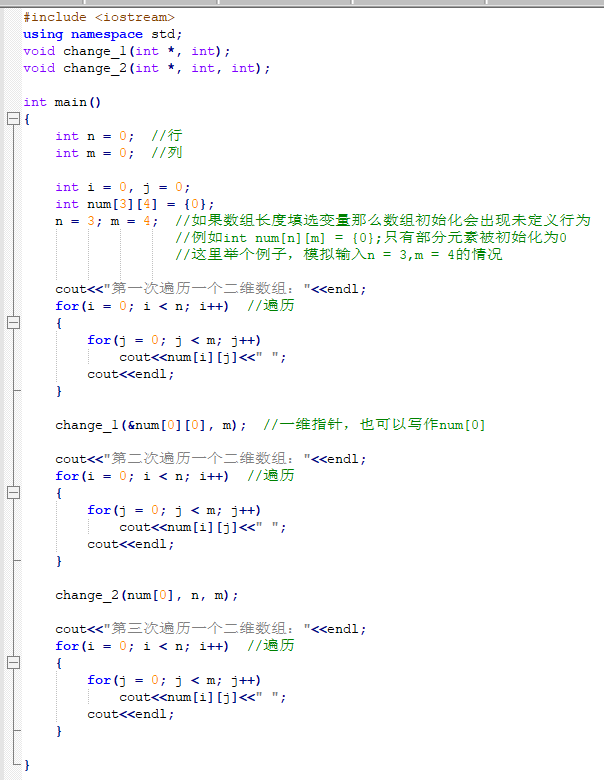 #include <iostream>
using namespace std;
void change_1(int *, int);
void change_2(int *, int, int);
int main()
{
int n = 0;  //行
int m = 0;  //列
int i = 0, j = 0;
int num[3][4] = {0};
n = 3; m = 4;  //如果数组长度填选变量那么数组初始化会出现未定义行为
//例如int num[n][m] = {0};只有部分元素被初始化为0
//这里举个例子，模拟输入n = 3,m = 4的情况
cout<<"第一次遍历一个二维数组："<<endl;
for(i = 0; i < n; i++)  //遍历
{
for(j = 0; j < m; j++)
cout<<num[i][j]<<" ";
cout<<endl;
}
change_1(&num[0][0], m);  //一维指针，也可以写作num[0]
cout<<"第二次遍历一个二维数组："<<endl;
for(i = 0; i < n; i++)  //遍历
{
for(j = 0; j < m; j++)
cout<<num[i][j]<<" ";
cout<<endl;
}
change_2(num[0], n, m);
cout<<"第三次遍历一个二维数组："<<endl;
for(i = 0; i < n; i++)  //遍历
{
for(j = 0; j < m; j++)
cout<<num[i][j]<<" ";
cout<<endl;
}
}